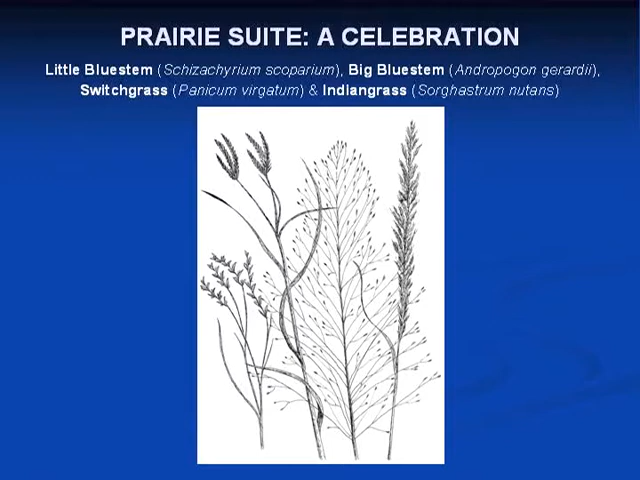 PRAIRIE SUITE: A CELEBRATION
Little Bluestem (Schizachyrium scoparium), Big Bluestem (Andropogon gerardii),
Switchgrass (Panicum virgatum) & Indiangrass (Sorghastrum nutans)